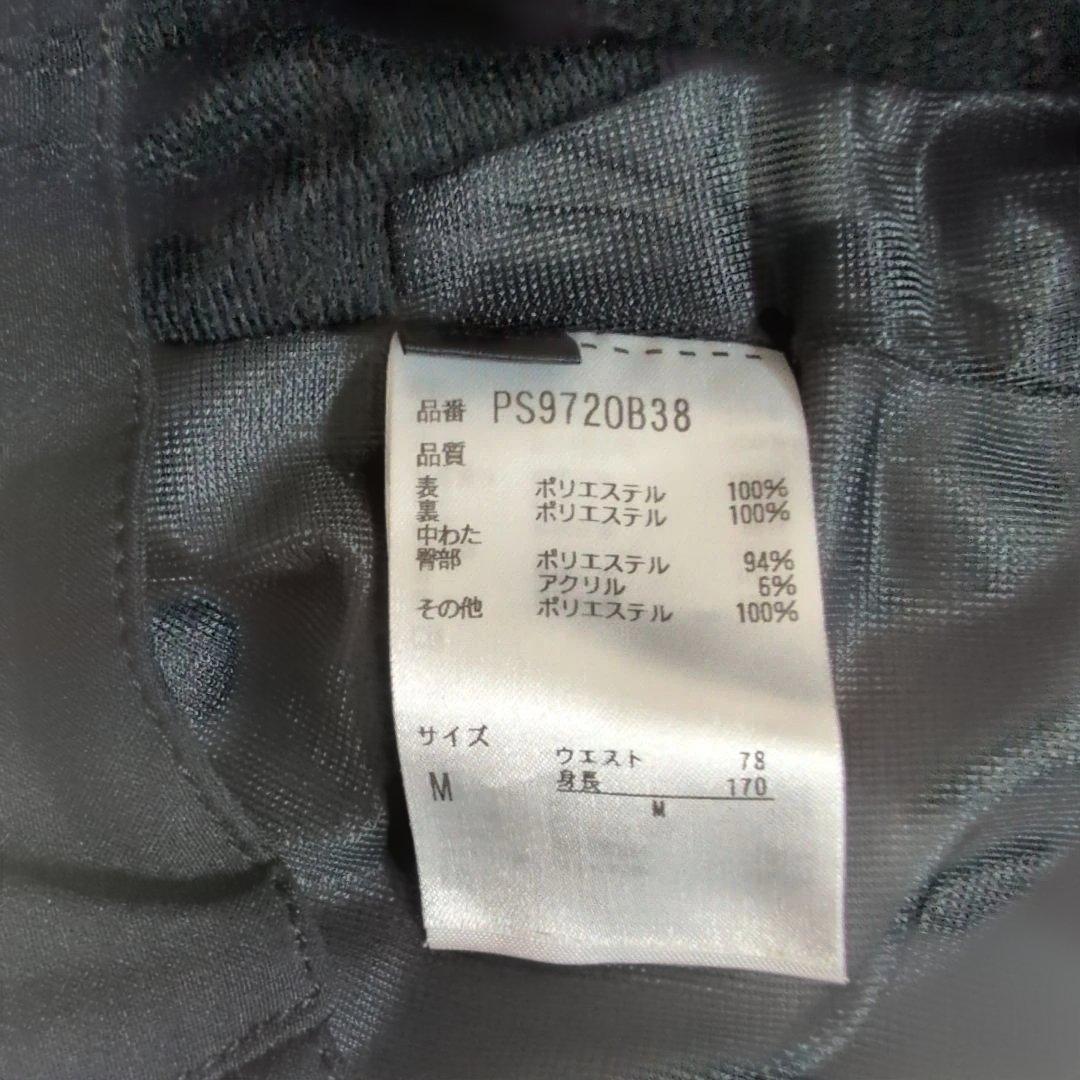 品番 PS9720B38
品質
表 ポリエステル 100%
裏 ポリエステル 100%
中わた
臀部 ポリエステル 94%
アクリル 6%
その他 ポリエステル 100%
サイズ
ウエスト 78
M 身長 170
M